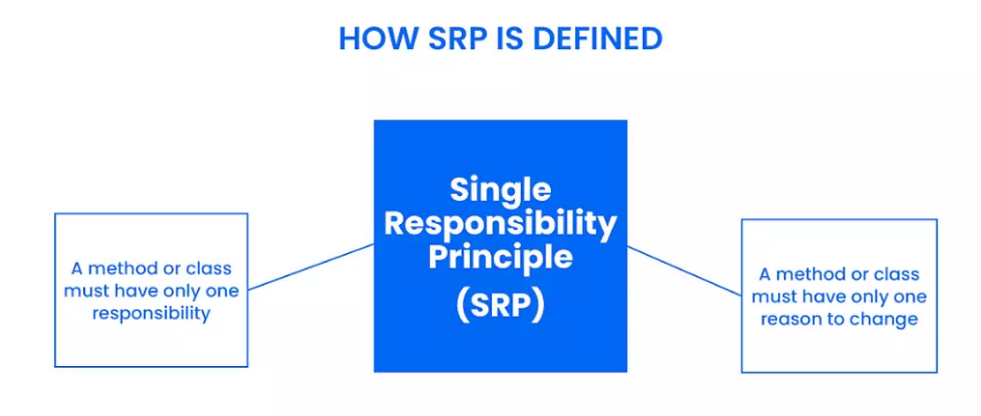 HOW SRP IS DEFINED
A method or class
must have only one
responsibility
Single
Responsibility
Principle
(SRP)
A method or class
must have only one
reason to change